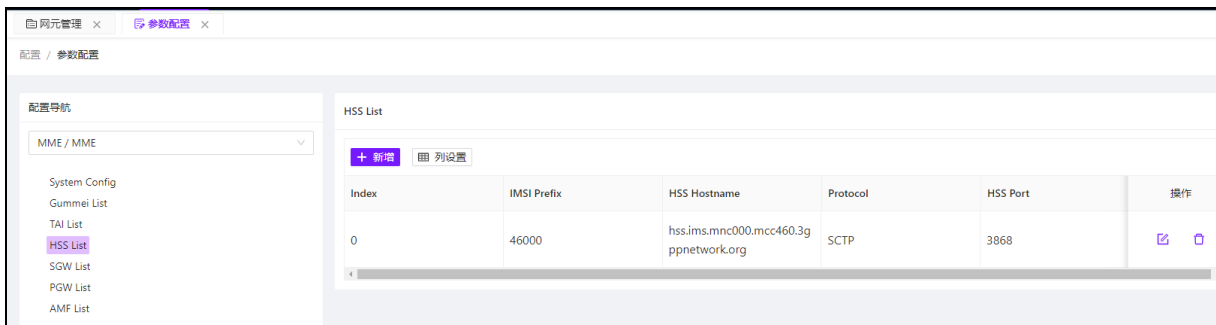 网元管理 ×
参数配置 ×
配置 / 参数配置
配置导航
MME / MME
System Config
Gummei List
TAI List
HSS List
SGW List
PGW List
AMF List
HSS List
+ 新增 列设置
Index IMSI Prefix HSS Hostname Protocol HSS Port 操作
0 46000 hss.ims.mnc000.mcc460.3g SCTP 3868
ppnetwork.org